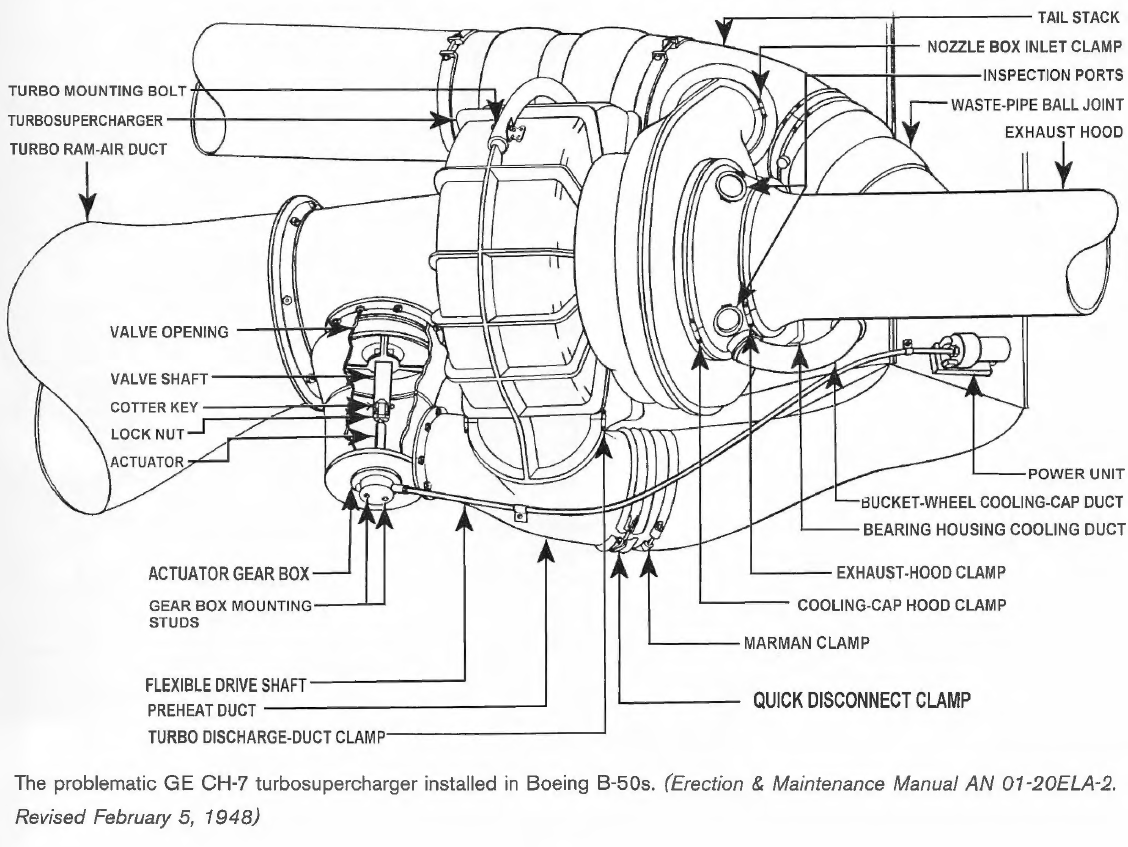 TAIL STACK
NOZZLE BOX INLET CLAMP
INSPECTION PORTS
WASTE-PIPE BALL JOINT
EXHAUST HOOD
TURBO MOUNTING BOLT
TURBOSUPERCHARGER
TURBO RAM-AIR DUCT
VALVE OPENING
VALVE SHAFT
COTTER KEY
LOCK NUT
ACTUATOR
POWER UNIT
BUCKET-WHEEL COOLING-CAP DUCT
BEARING HOUSING COOLING DUCT
ACTUATOR GEAR BOX
GEAR BOX MOUNTING
STUDS
EXHAUST-HOOD CLAMP
COOLING-CAP HOOD CLAMP
MARMAN CLAMP
FLEXIBLE DRIVE SHAFT
PREHEAT DUCT
TURBO DISCHARGE-DUCT CLAMP
QUICK DISCONNECT CLAMP
The problematic GE CH-7 turbosupercharger installed in Boeing B-50s. (Erection & Maintenance Manual AN 01-20ELA-2.
Revised February 5, 1948)